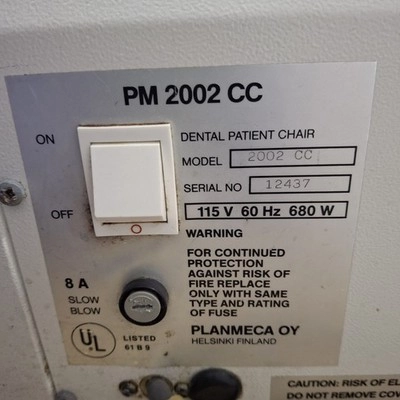 PM 2002 CC
ON
DENTAL PATIENT CHAIR
MODEL 2002 CC
SERIAL NO 12437
OFF
115 V 60 Hz 680 W
WARNING
FOR CONTINUED
PROTECTION
AGAINST RISK OF
FIRE REPLACE
ONLY WITH SAME
TYPE AND RATING
OF FUSE
8 A
SLOW
BLOW
UL LISTED
61 B 9
PLANMECA OY
HELSINKI FINLAND
CAUTION: RISK OF EL
DO NOT REMOVE COV